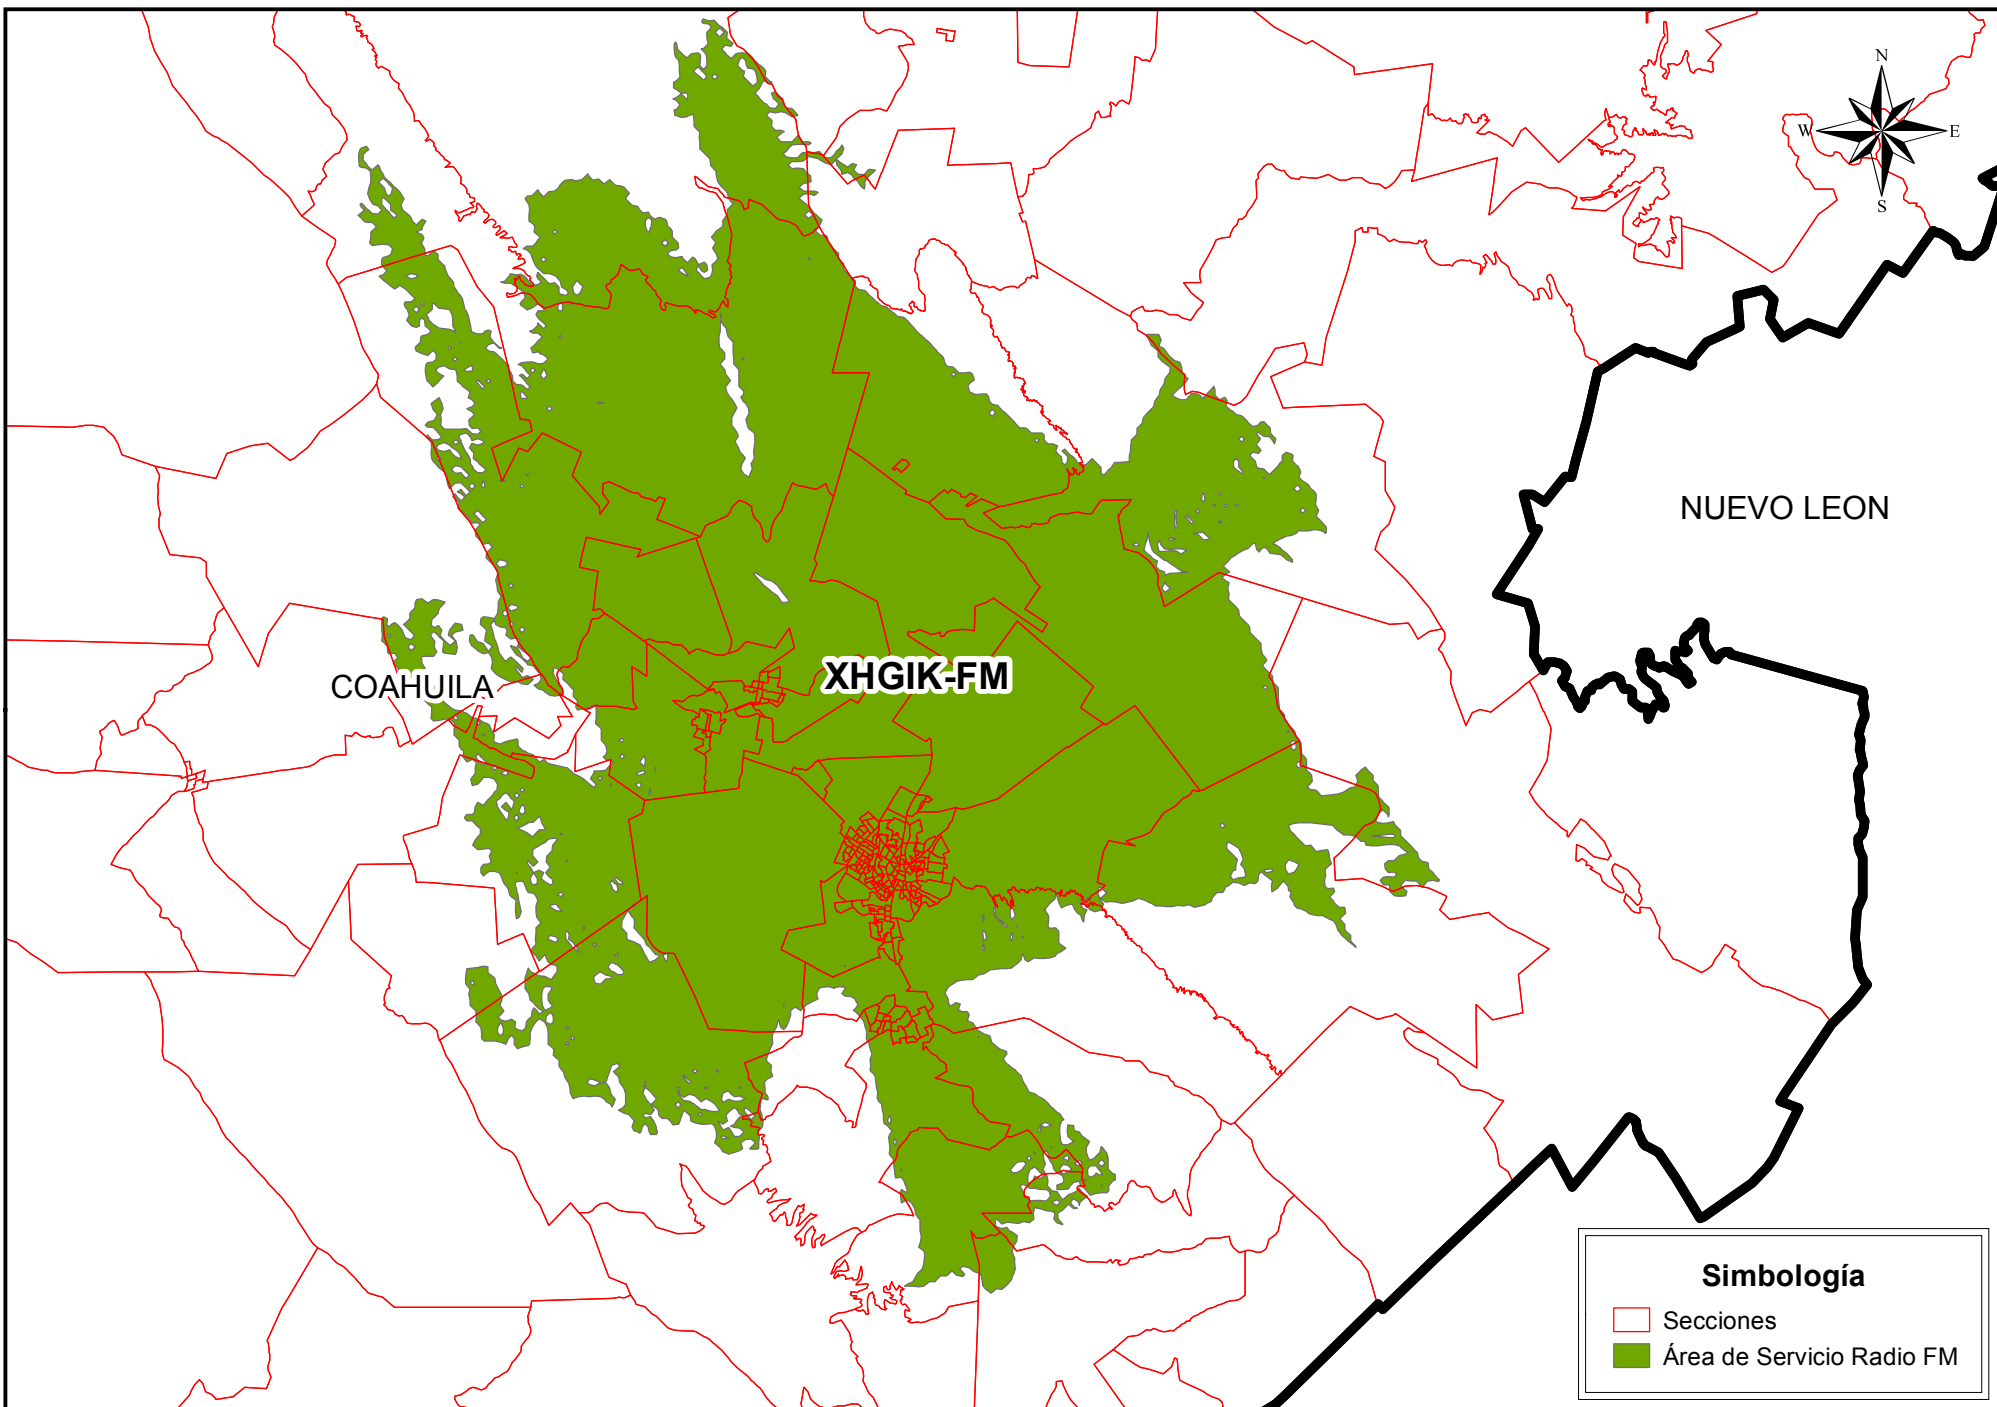 N
W E
S
NUEVO LEON
COAHUILA
XHGIK-FM
Simbología
Secciones
Área de Servicio Radio FM